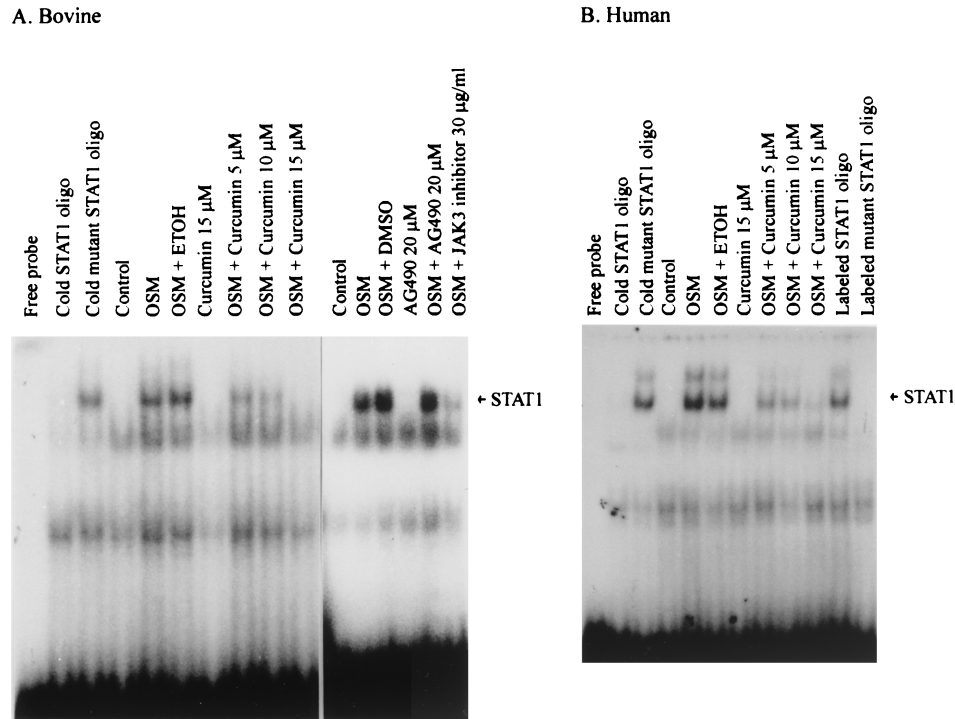 A. Bovine
Free probe
Cold STAT1 oligo
Cold mutant STAT1 oligo
Control
OSM
OSM + ETOH
Curcumin 15 µM
OSM + Curcumin 5 µM
OSM + Curcumin 10 µM
OSM + Curcumin 15 µM
Control
OSM
OSM + DMSO
AG490 20 µM
OSM + AG490 20 µM
OSM + JAK3 inhibitor 30 µg/ml
STAT1
B. Human
Free probe
Cold STAT1 oligo
Cold mutant STAT1 oligo
Control
OSM
OSM + ETOH
Curcumin 15 µM
OSM + Curcumin 5 µM
OSM + Curcumin 10 µM
OSM + Curcumin 15 µM
Labeled STAT1 oligo
Labeled mutant STAT1 oligo
STAT1